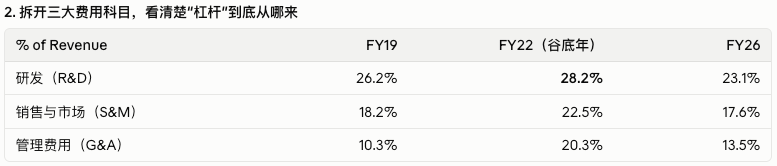 2. 拆开三大费用科目，看清楚“杠杆”到底从哪来
% of Revenue FY19 FY22（谷底年） FY26
研发（R&D） 26.2% 28.2% 23.1%
销售与市场（S&M） 18.2% 22.5% 17.6%
管理费用（G&A） 10.3% 20.3% 13.5%